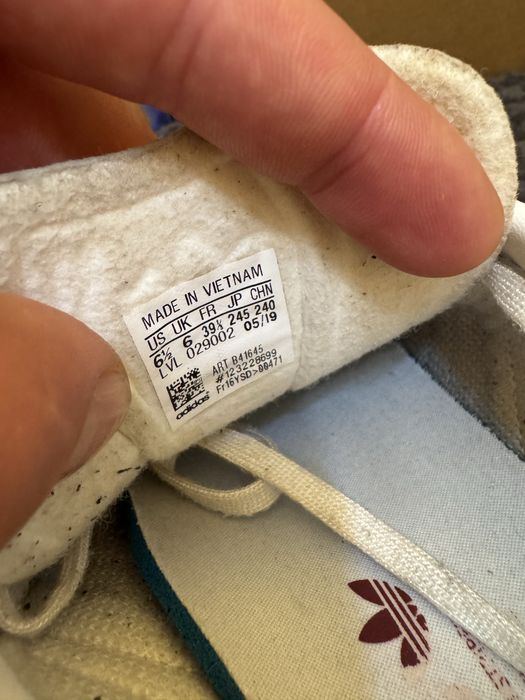 MADE IN VIETNAM
US UK FR JP CHN
6½ 6 39⅓ 245 240
LVL 029002 05/19
ART B41645
#123228699
Fr16YSD>00471
adidas